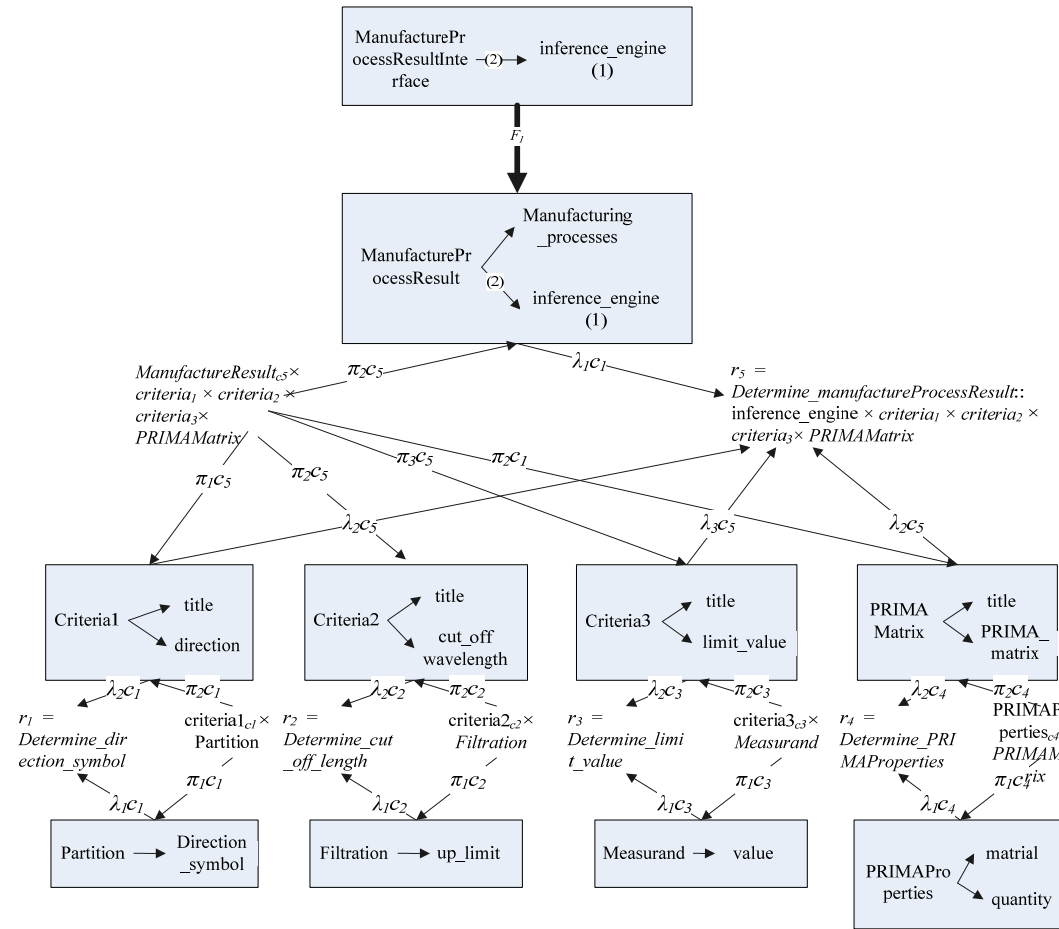 ManufacturePr
ocessResultInte
rface
(2)
inference_engine
(1)
F1
ManufacturePr
ocessResult
Manufacturing
_processes
(2)
inference_engine
(1)
ManufactureResultc5×
criteria1 × criteria2 ×
criteria3×
PRIMAMatrix
π2c5
λ1c1
r5 =
Determine_manufactureProcessResult::
inference_engine × criteria1 × criteria2 ×
criteria3× PRIMAMatrix
π1c5
π2c5
π3c5
π2c1
λ2c5
λ3c5
λ2c5
Criteria1
title
direction
Criteria2
title
cut_off
wavelength
Criteria3
title
limit_value
PRIMA
Matrix
title
PRIMA_
matrix
λ2c1
π2c1
λ2c2
π2c2
λ2c3
π2c3
λ2c4
π2c4
r1 =
Determine_dir
ection_symbol
criteria1c1×
Partition
r2 =
Determine_cut
_off_length
criteria2c2×
Filtration
r3 =
Determine_limi
t_value
criteria3c3×
Measurand
r4 =
Determine_PRI
MAProperties
PRIMAP
perties c4
PRIMAM
rix
λ1c1
π1c1
λ1c2
π1c2
λ1c3
π1c3
λ1c4
π1c4
Partition
Direction
_symbol
Filtration
up_limit
Measurand
value
PRIMAPro
perties
matrial
quantity